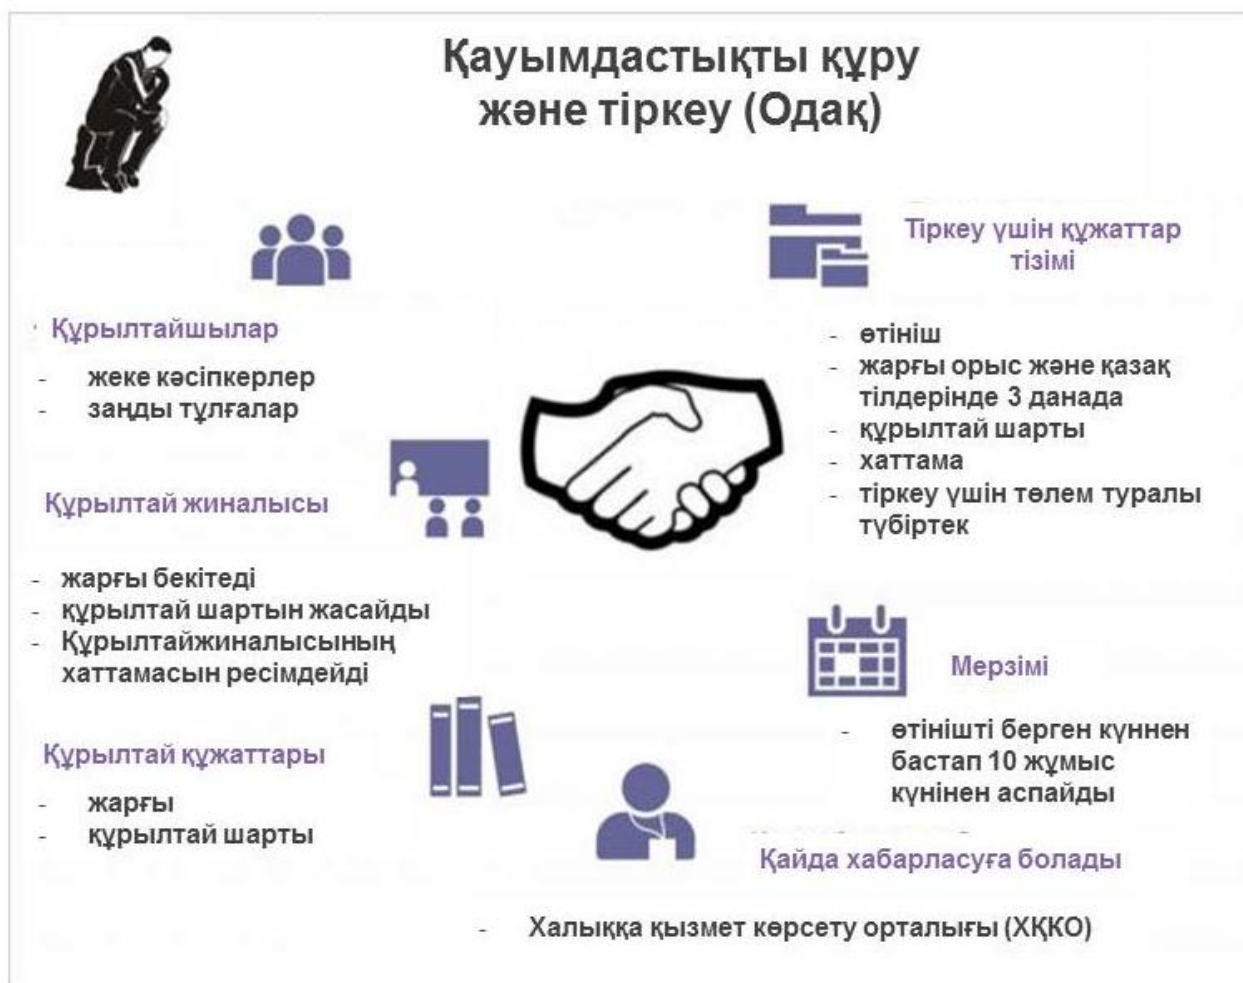 Қауымдастықты құру
және тіркеу (Одақ)
Құрылтайшылар
- жеке кәсіпкерлер
- заңды тұлғалар
Құрылтай жиналысы
- жарғы бекітеді
- құрылтай шартын жасайды
- Құрылтайжиналысының
хаттамасын ресімдейді
Құрылтай құжаттары
- жарғы
- құрылтай шарты
Тіркеу үшін құжаттар
тізімі
- өтініш
- жарғы орыс және қазақ
тілдерінде 3 данада
- құрылтай шарты
- хаттама
- тіркеу үшін төлем туралы
түбіртек
Мерзімі
- өтінішті берген күннен
бастап 10 жұмыс
күнінен аспайды
Қайда хабарласуға болады
- Халыққа қызмет көрсету орталығы (ХҚКО)